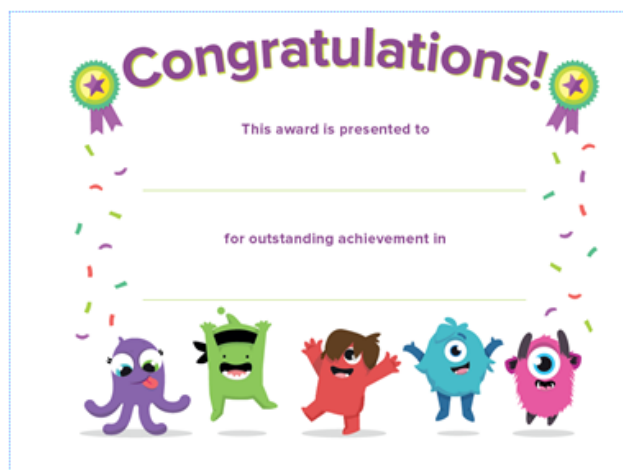 Congratulations!
This award is presented to
for outstanding achievement in